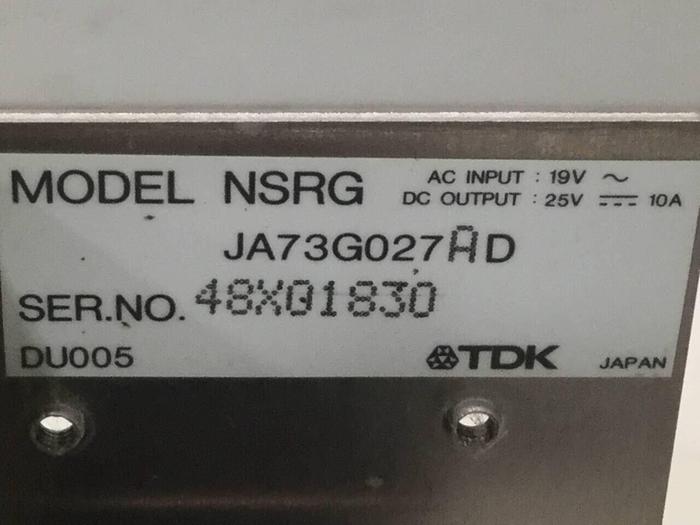 MODEL NSRG AC INPUT : 19V ~
DC OUTPUT : 25V ⎓ 10A
JA73G027AD
SER.NO. 48X01830
DU005 TDK JAPAN